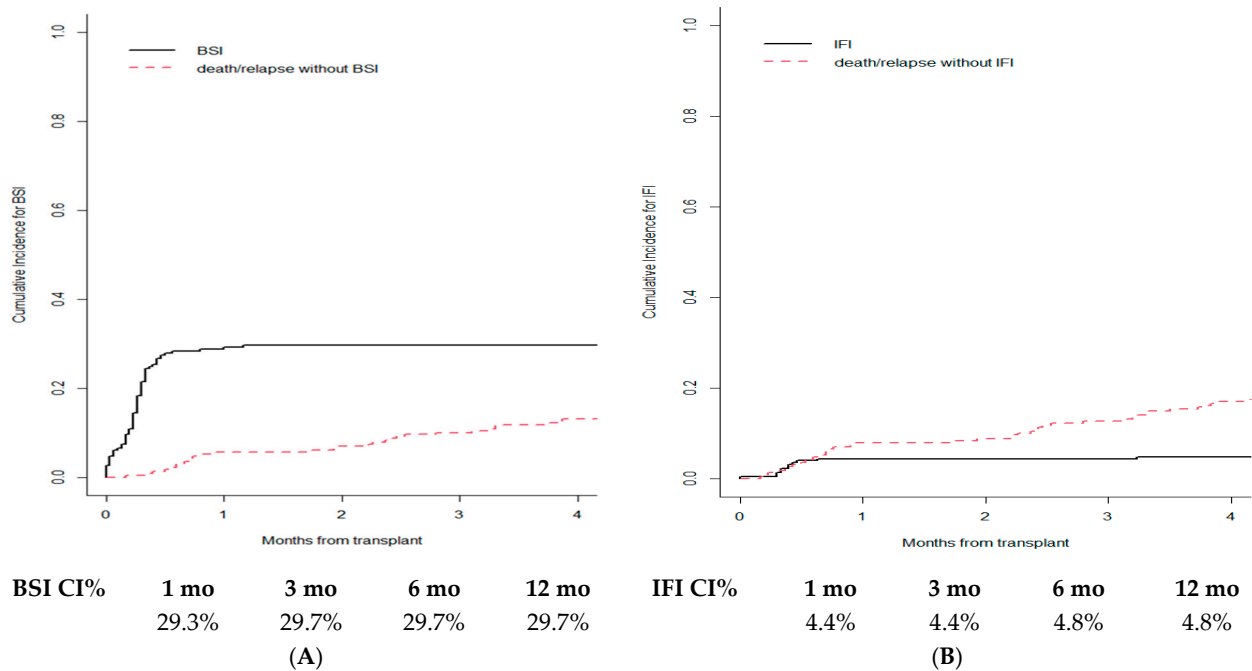 BSI
death/relapse without BSI
Cumulative Incidence for BSI
1.0
0.8
0.6
0.4
0.2
0.0
0 1 2 3 4
Months from transplant
BSI CI% 1 mo 3 mo 6 mo 12 mo
29.3% 29.7% 29.7% 29.7%
(A)
IFI
death/relapse without IFI
Cumulative Incidence for IFI
1.0
0.8
0.6
0.4
0.2
0.0
0 1 2 3 4
Months from transplant
IFI CI% 1 mo 3 mo 6 mo 12 mo
4.4% 4.4% 4.8% 4.8%
(B)